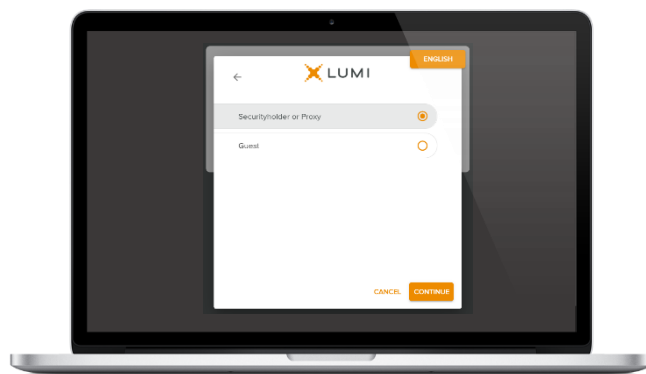 ENGLISH
LUMI
Securityholder or Proxy
Guest
CANCEL
CONTINUE